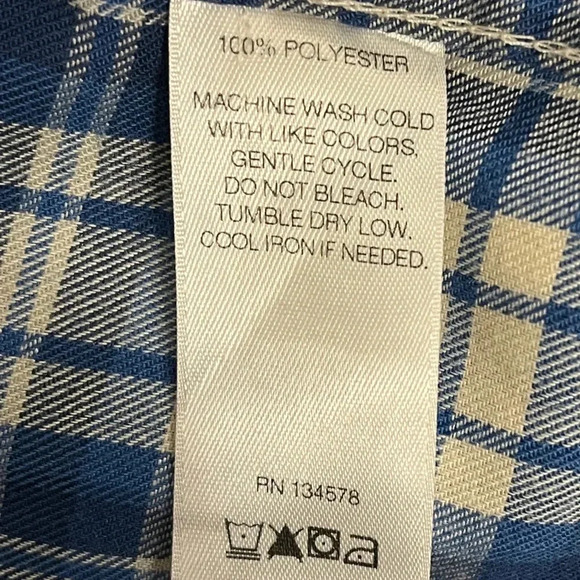 100% POLYESTER
MACHINE WASH COLD
WITH LIKE COLORS.
GENTLE CYCLE.
DO NOT BLEACH.
TUMBLE DRY LOW.
COOL IRON IF NEEDED.
RN 134578